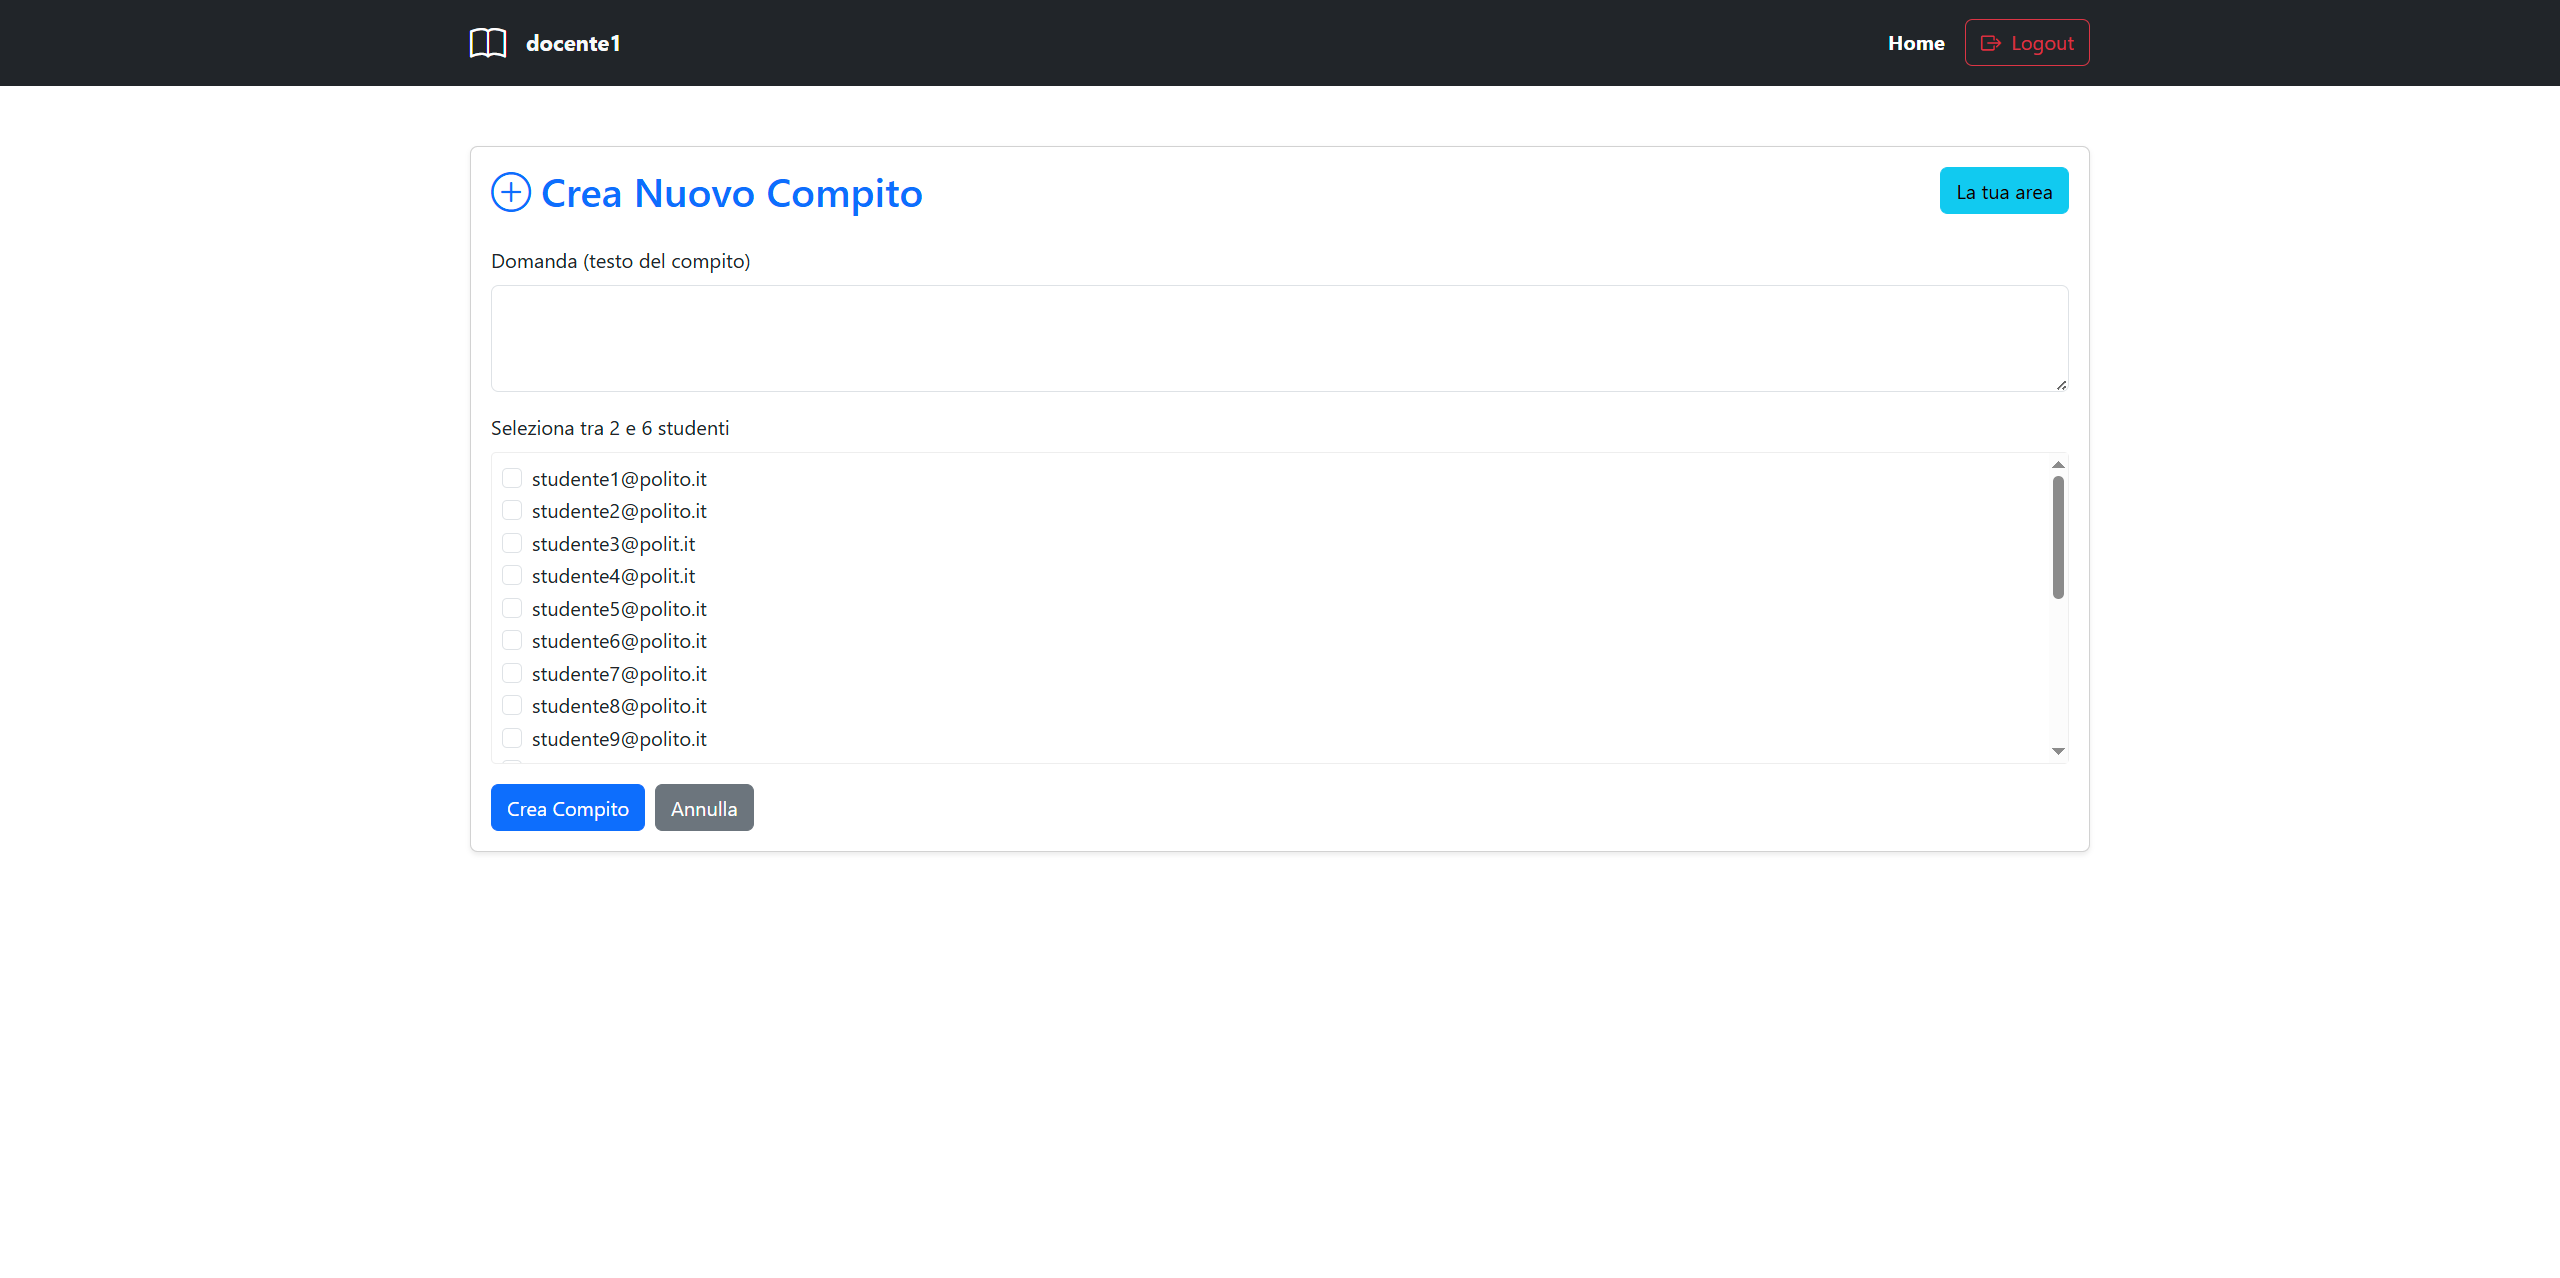 docente1
Home
Logout
Crea Nuovo Compito
La tua area
Domanda (testo del compito)
Seleziona tra 2 e 6 studenti
studente1@polito.it
studente2@polito.it
studente3@polit.it
studente4@polit.it
studente5@polito.it
studente6@polito.it
studente7@polito.it
studente8@polito.it
studente9@polito.it
Crea Compito
Annulla